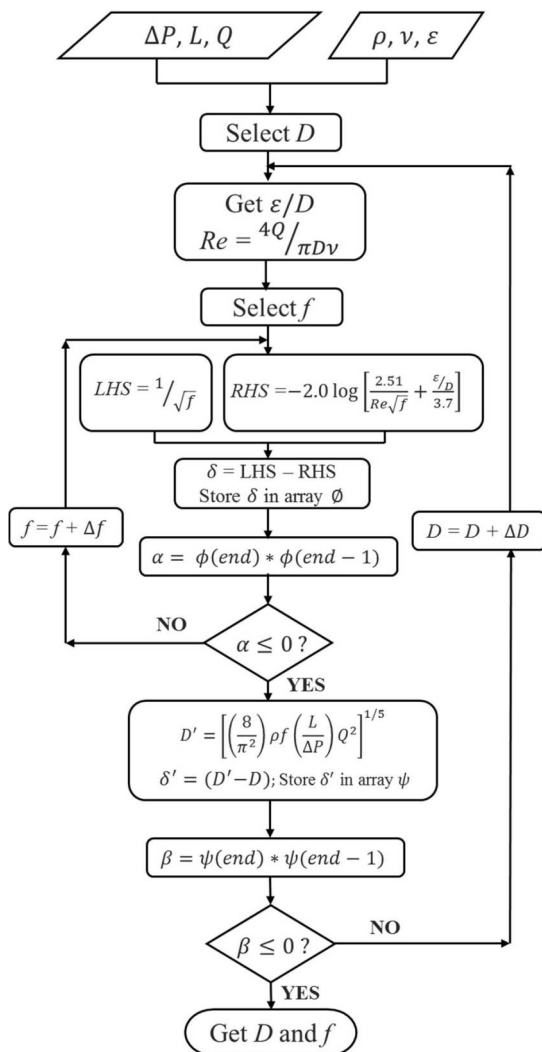 ΔP, L, Q
ρ, ν, ε
Select D
Get ε/D
Re = 4Q/πDν
Select f
LHS = 1/√f
RHS = −2.0 log [2.51/Re√f + ε/D/3.7]
δ = LHS – RHS
Store δ in array Ø
f = f + Δf
D = D + ΔD
α = ϕ(end) * ϕ(end − 1)
NO
α ≤ 0 ?
YES
D′ = [(8/π²) ρf (L/ΔP) Q²]^1/5
δ′ = (D′−D); Store δ′ in array ψ
β = ψ(end) * ψ(end − 1)
β ≤ 0 ?
NO
YES
Get D and f